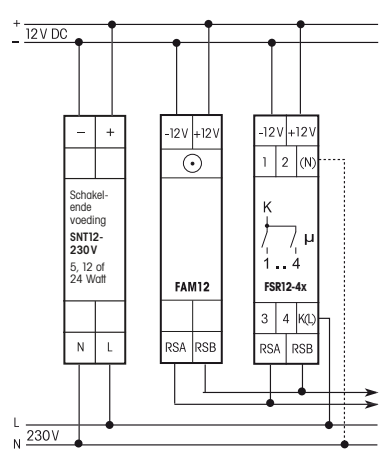 + 12V DC
–
– +
-12V +12V
-12V +12V
1 2 (N)
Schakel-
ende
voeding
SNT12-
230V
5, 12 of
24 Watt
K
µ
1 .. 4
FAM12
FSR12-4x
3 4 K(L)
N L
RSA RSB
RSA RSB
L
230V
N